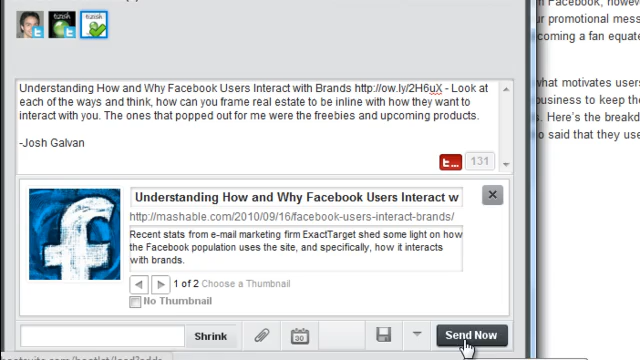 n Facebook, howev
ur promotional mess
coming a fan equate
what motivates users
business to keep the
s. Here's the breakd
o said that they use
Understanding How and Why Facebook Users Interact with Brands http://ow.ly/2H6uX - Look at
each of the ways and think, how can you frame real estate to be inline with how they want to
interact with you. The ones that popped out for me were the freebies and upcoming products.
-Josh Galvan
131
Understanding How and Why Facebook Users Interact w
http://mashable.com/2010/09/16/facebook-users-interact-brands/
Recent stats from e-mail marketing firm ExactTarget shed some light on how
the Facebook population uses the site, and specifically, how it interacts
with brands.
1 of 2 Choose a Thumbnail
No Thumbnail
Shrink
30
Send Now